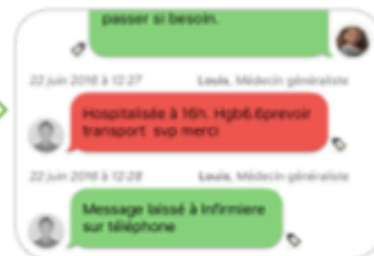 passer si besoin.
22 juin 2016 à 12:27 Louis, Médecin généraliste
Hospitalisée à 16h. Hgb6.6prevoir
transport svp merci
22 juin 2016 à 12:28 Louis, Médecin généraliste
Message laissé à Infirmiere
sur téléphone